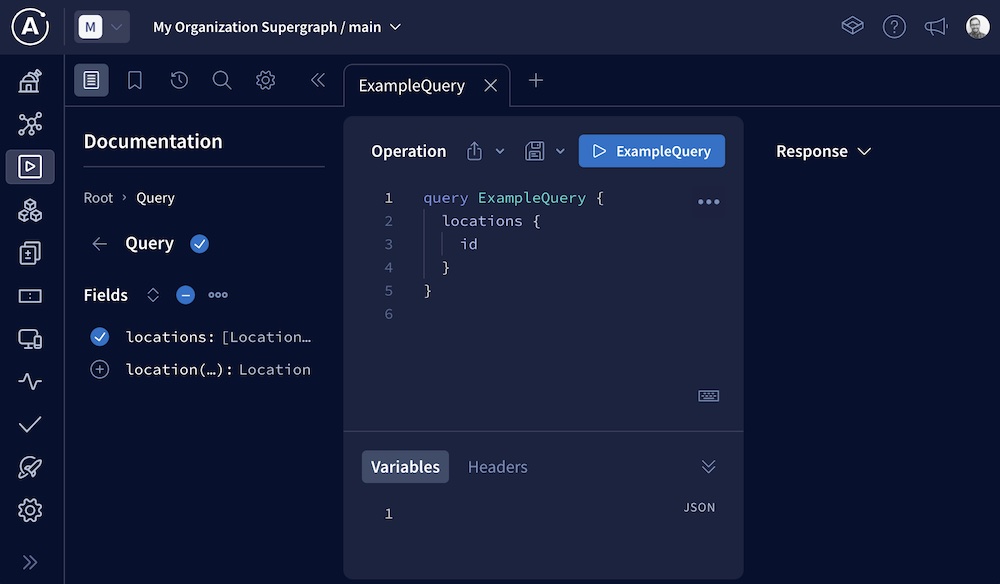 M
My Organization Supergraph / main
ExampleQuery
Documentation
Root › Query
Query
Fields
locations: [Location…
location(…): Location
Operation
ExampleQuery
1 query ExampleQuery {
2 locations {
3 id
4 }
5 }
6
Variables
Headers
1
JSON
Response